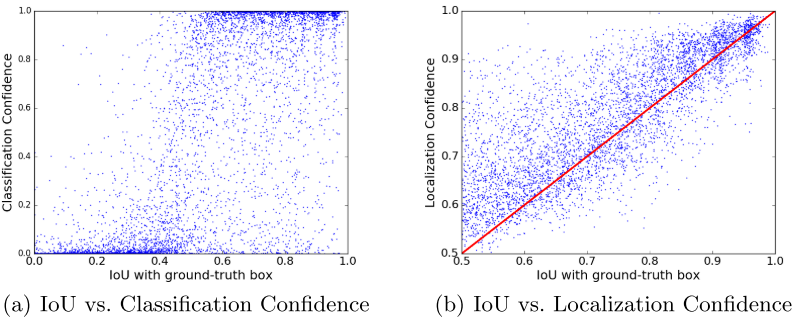 1.0
0.8
0.6
0.4
0.2
0.0
Classification Confidence
0.0 0.2 0.4 0.6 0.8 1.0
IoU with ground-truth box
(a) IoU vs. Classification Confidence
1.0
0.9
0.8
0.7
0.6
0.5
Localization Confidence
0.5 0.6 0.7 0.8 0.9 1.0
IoU with ground-truth box
(b) IoU vs. Localization Confidence